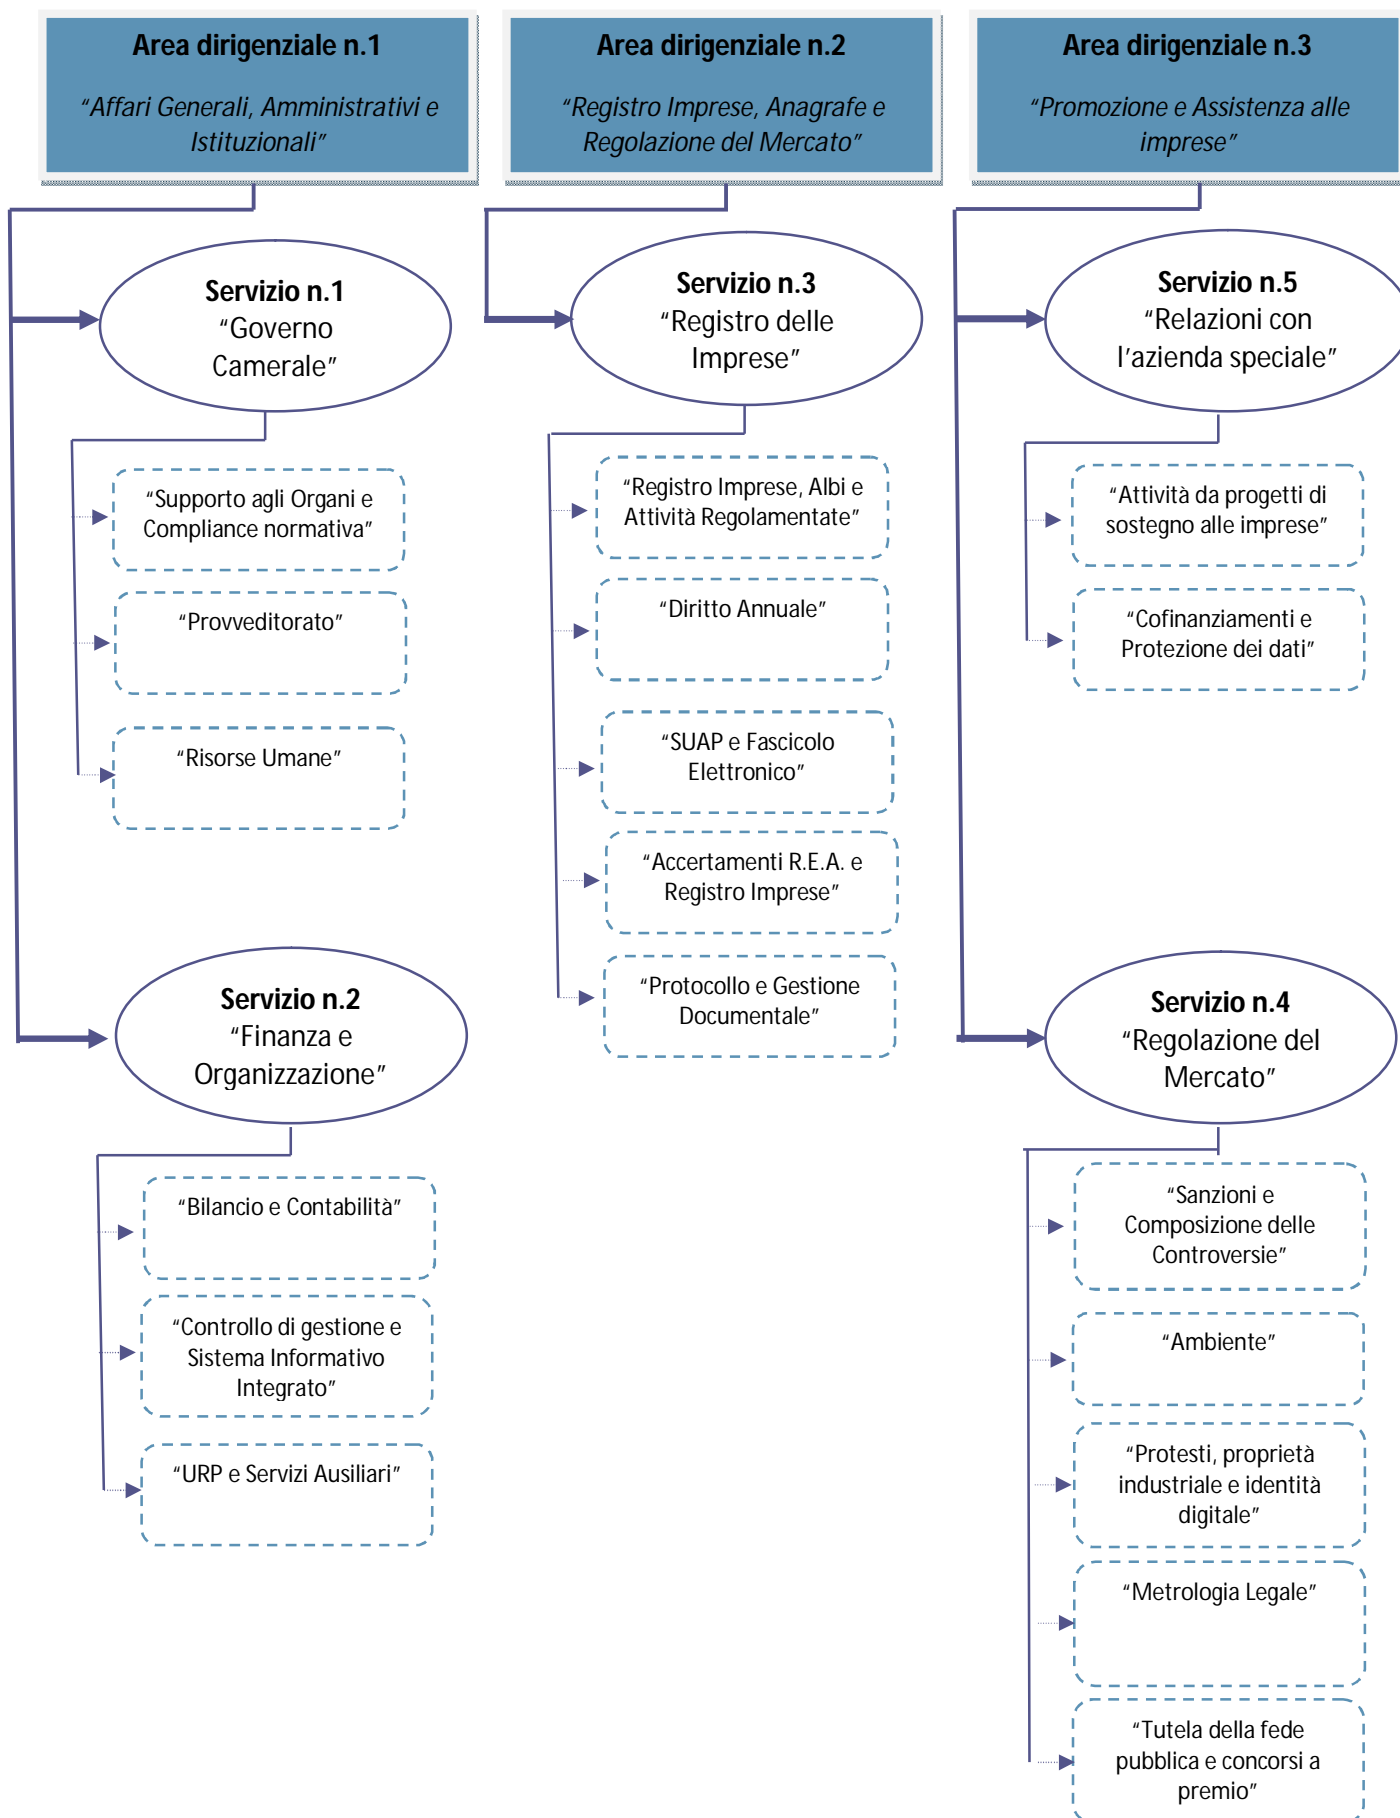 Area dirigenziale n.1
“Affari Generali, Amministrativi e
Istituzionali”
Servizio n.1
“Governo
Camerale”
“Supporto agli Organi e
Compliance normativa”
“Provveditorato”
“Risorse Umane”
Servizio n.2
“Finanza e
Organizzazione”
“Bilancio e Contabilità”
“Controllo di gestione e
Sistema Informativo
Integrato”
“URP e Servizi Ausiliari”
Area dirigenziale n.2
“Registro Imprese, Anagrafe e
Regolazione del Mercato”
Servizio n.3
“Registro delle
Imprese”
“Registro Imprese, Albi e
Attività Regolamentate”
“Diritto Annuale”
“SUAP e Fascicolo
Elettronico”
“Accertamenti R.E.A. e
Registro Imprese”
“Protocollo e Gestione
Documentale”
Area dirigenziale n.3
“Promozione e Assistenza alle
imprese”
Servizio n.5
“Relazioni con
l’azienda speciale”
“Attività da progetti di
sostegno alle imprese”
“Cofinanziamenti e
Protezione dei dati”
Servizio n.4
“Regolazione del
Mercato”
“Sanzioni e
Composizione delle
Controversie”
“Ambiente”
“Protesti, proprietà
industriale e identità
digitale”
“Metrologia Legale”
“Tutela della fede
pubblica e concorsi a
premio”